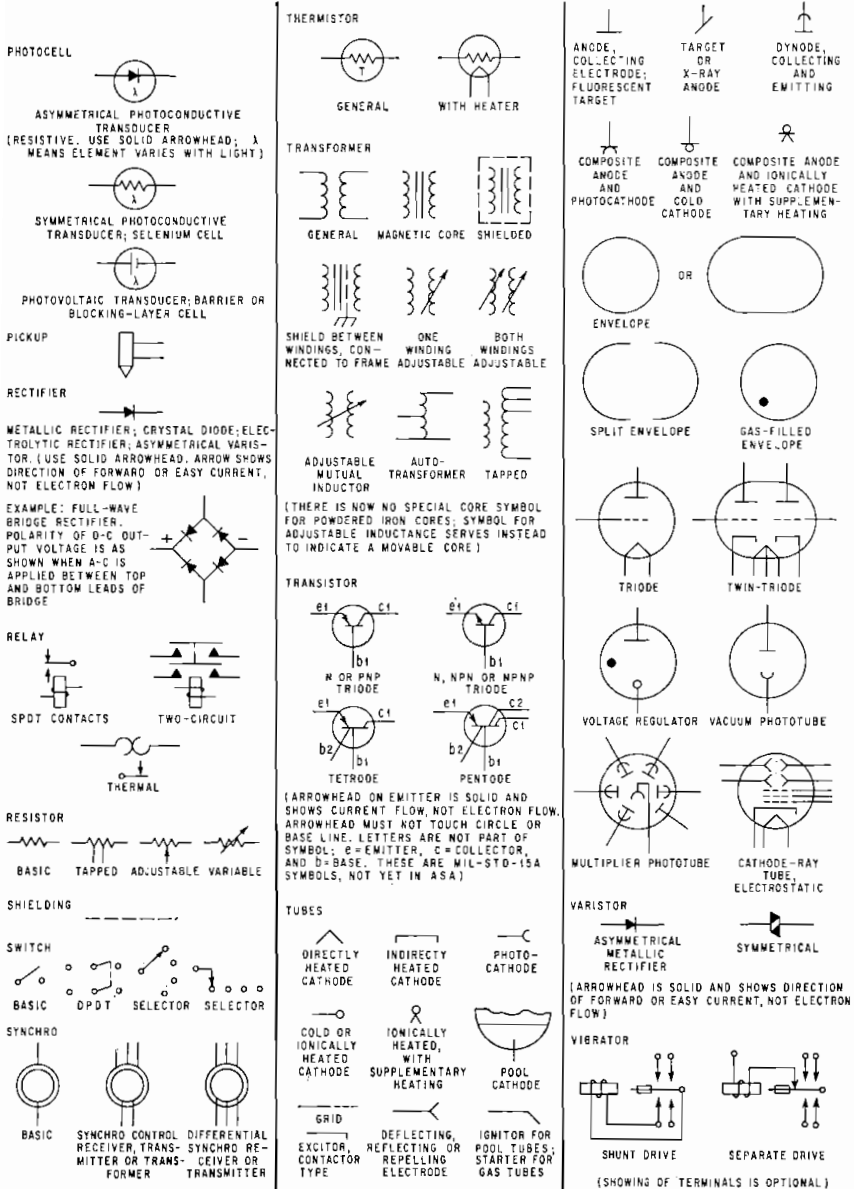 PHOTOCELL
λ
ASYMMETRICAL PHOTOCONDUCTIVE
TRANSDUCER
(RESISTIVE. USE SOLID ARROWHEAD; λ
MEANS ELEMENT VARIES WITH LIGHT)
λ
SYMMETRICAL PHOTOCONDUCTIVE
TRANSDUCER; SELENIUM CELL
λ
PHOTOVOLTAIC TRANSDUCER; BARRIER OR
BLOCKING-LAYER CELL
PICKUP
RECTIFIER
METALLIC RECTIFIER; CRYSTAL DIODE; ELEC-
TROLYTIC RECTIFIER; ASYMMETRICAL VARIS-
TOR. (USE SOLID ARROWHEAD. ARROW SHOWS
DIRECTION OF FORWARD OR EASY CURRENT,
NOT ELECTRON FLOW)
EXAMPLE: FULL-WAVE
BRIDGE RECTIFIER.
POLARITY OF D-C OUT-
PUT VOLTAGE IS AS
SHOWN WHEN A-C IS
APPLIED BETWEEN TOP
AND BOTTOM LEADS OF
BRIDGE
+ −
RELAY
SPDT CONTACTS TWO-CIRCUIT
THERMAL
RESISTOR
BASIC TAPPED ADJUSTABLE VARIABLE
SHIELDING
SWITCH
BASIC DPDT SELECTOR SELECTOR
SYNCHRO
BASIC
SYNCHRO CONTROL
RECEIVER, TRANS-
MITTER OR TRANS-
FORMER
DIFFERENTIAL
SYNCHRO RE-
CEIVER OR
TRANSMITTER
THERMISTOR
T
GENERAL WITH HEATER
TRANSFORMER
GENERAL MAGNETIC CORE SHIELDED
SHIELD BETWEEN
WINDINGS, CON-
NECTED TO FRAME
ONE
WINDING
ADJUSTABLE
BOTH
WINDINGS
ADJUSTABLE
ADJUSTABLE
MUTUAL
INDUCTOR
AUTO-
TRANSFORMER
TAPPED
(THERE IS NOW NO SPECIAL CORE SYMBOL
FOR POWDERED IRON CORES; SYMBOL FOR
ADJUSTABLE INDUCTANCE SERVES INSTEAD
TO INDICATE A MOVABLE CORE)
TRANSISTOR
e1 c1 b1
N OR PNP
TRIODE
e1 c1 b1
N, NPN OR NPNP
TRIODE
e1 c1 b2 b1
TETRODE
e1 c2 c1 b2 b1
PENTODE
(ARROWHEAD ON EMITTER IS SOLID AND
SHOWS CURRENT FLOW, NOT ELECTRON FLOW.
ARROWHEAD MUST NOT TOUCH CIRCLE OR
BASE LINE. LETTERS ARE NOT PART OF
SYMBOL; e=EMITTER, c=COLLECTOR,
AND b=BASE. THESE ARE MIL-STD-15A
SYMBOLS, NOT YET IN ASA)
TUBES
DIRECTLY
HEATED
CATHODE
INDIRECTY
HEATED
CATHODE
PHOTO-
CATHODE
COLD OR
IONICALLY
HEATED
CATHODE
IONICALLY
HEATED,
WITH
SUPPLEMENTARY
HEATING
POOL
CATHODE
GRID
EXCITOR,
CONTACTOR
TYPE
DEFLECTING,
REFLECTING OR
REPELLING
ELECTRODE
IGNITOR FOR
POOL TUBES;
STARTER FOR
GAS TUBES
ANODE,
COLLECTING
ELECTRODE;
FLUORESCENT
TARGET
TARGET
OR
X-RAY
ANODE
DYNODE,
COLLECTING
AND
EMITTING
COMPOSITE
ANODE
AND
PHOTOCATHODE
COMPOSITE
ANODE
AND
COLD
CATHODE
COMPOSITE ANODE
AND IONICALLY
HEATED CATHODE
WITH SUPPLEMEN-
TARY HEATING
OR
ENVELOPE
SPLIT ENVELOPE
GAS-FILLED
ENVELOPE
TRIODE TWIN-TRIODE
VOLTAGE REGULATOR VACUUM PHOTOTUBE
MULTIPLIER PHOTOTUBE
CATHODE-RAY
TUBE,
ELECTROSTATIC
VARISTOR
ASYMMETRICAL
METALLIC
RECTIFIER
SYMMETRICAL
(ARROWHEAD IS SOLID AND SHOWS DIRECTION
OF FORWARD OR EASY CURRENT, NOT ELECTRON
FLOW)
VIBRATOR
SHUNT DRIVE SEPARATE DRIVE
(SHOWING OF TERMINALS IS OPTIONAL)